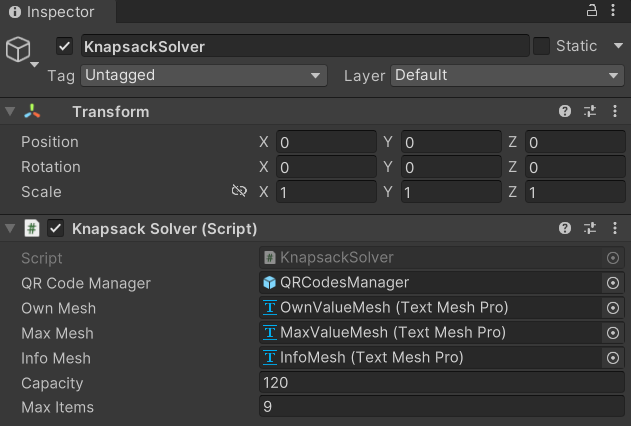 Inspector
KnapsackSolver Static
Tag Untagged Layer Default
Transform
Position X 0 Y 0 Z 0
Rotation X 0 Y 0 Z 0
Scale X 1 Y 1 Z 1
# Knapsack Solver (Script)
Script # KnapsackSolver
QR Code Manager QRCodesManager
Own Mesh T OwnValueMesh (Text Mesh Pro)
Max Mesh T MaxValueMesh (Text Mesh Pro)
Info Mesh T InfoMesh (Text Mesh Pro)
Capacity 120
Max Items 9